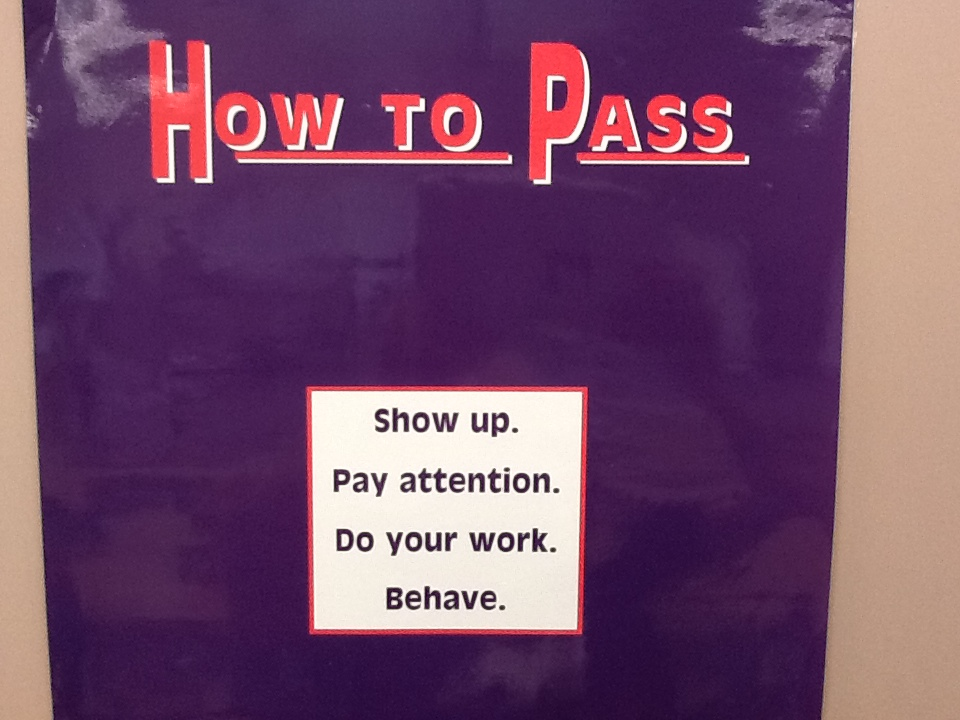 How to Pass
Show up.
Pay attention.
Do your work.
Behave.